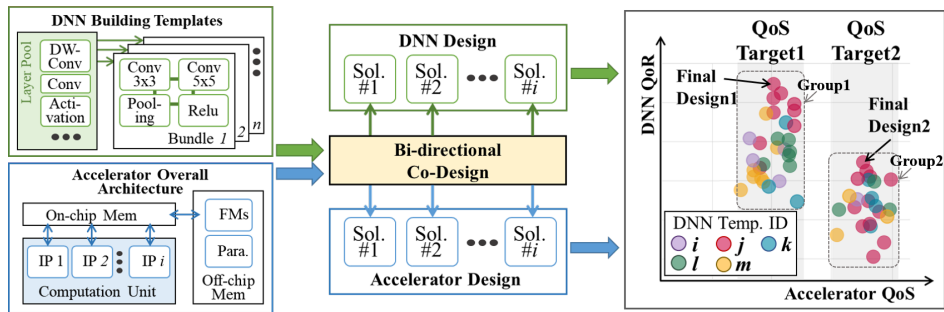 DNN Building Templates
Layer Pool
DW-
Conv
Conv
Acti-
vation
Conv
3x3
Conv
5x5
Pool-
ing
Relu
Bundle 1
2
n
Accelerator Overall
Architecture
On-chip Mem
FMs
Para.
IP 1
IP 2
IP i
Computation Unit
Off-chip
Mem
DNN Design
Sol.
#1
Sol.
#2
Sol.
#i
Bi-directional
Co-Design
Sol.
#1
Sol.
#2
Sol.
#i
Accelerator Design
QoS
Target1
QoS
Target2
DNN QoR
Final
Design1
Group1
Final
Design2
Group2
DNN Temp. ID
i
j
k
l
m
Accelerator QoS